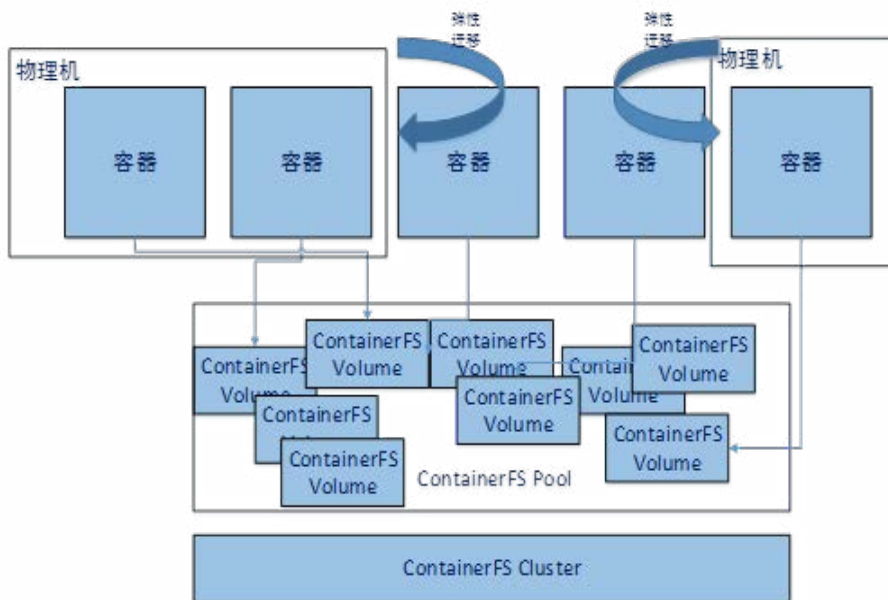 弹性
迁移
弹性
迁移
物理机
物理机
容器
容器
容器
容器
容器
ContainerFS
Volume
ContainerFS
Volume
ContainerFS
Volume
ContainerFS
Volume
ContainerFS
Volume
ContainerFS
Volume
ContainerFS
ContainerFS
Volume
ContainerFS
Volume
ContainerFS Pool
ContainerFS Cluster